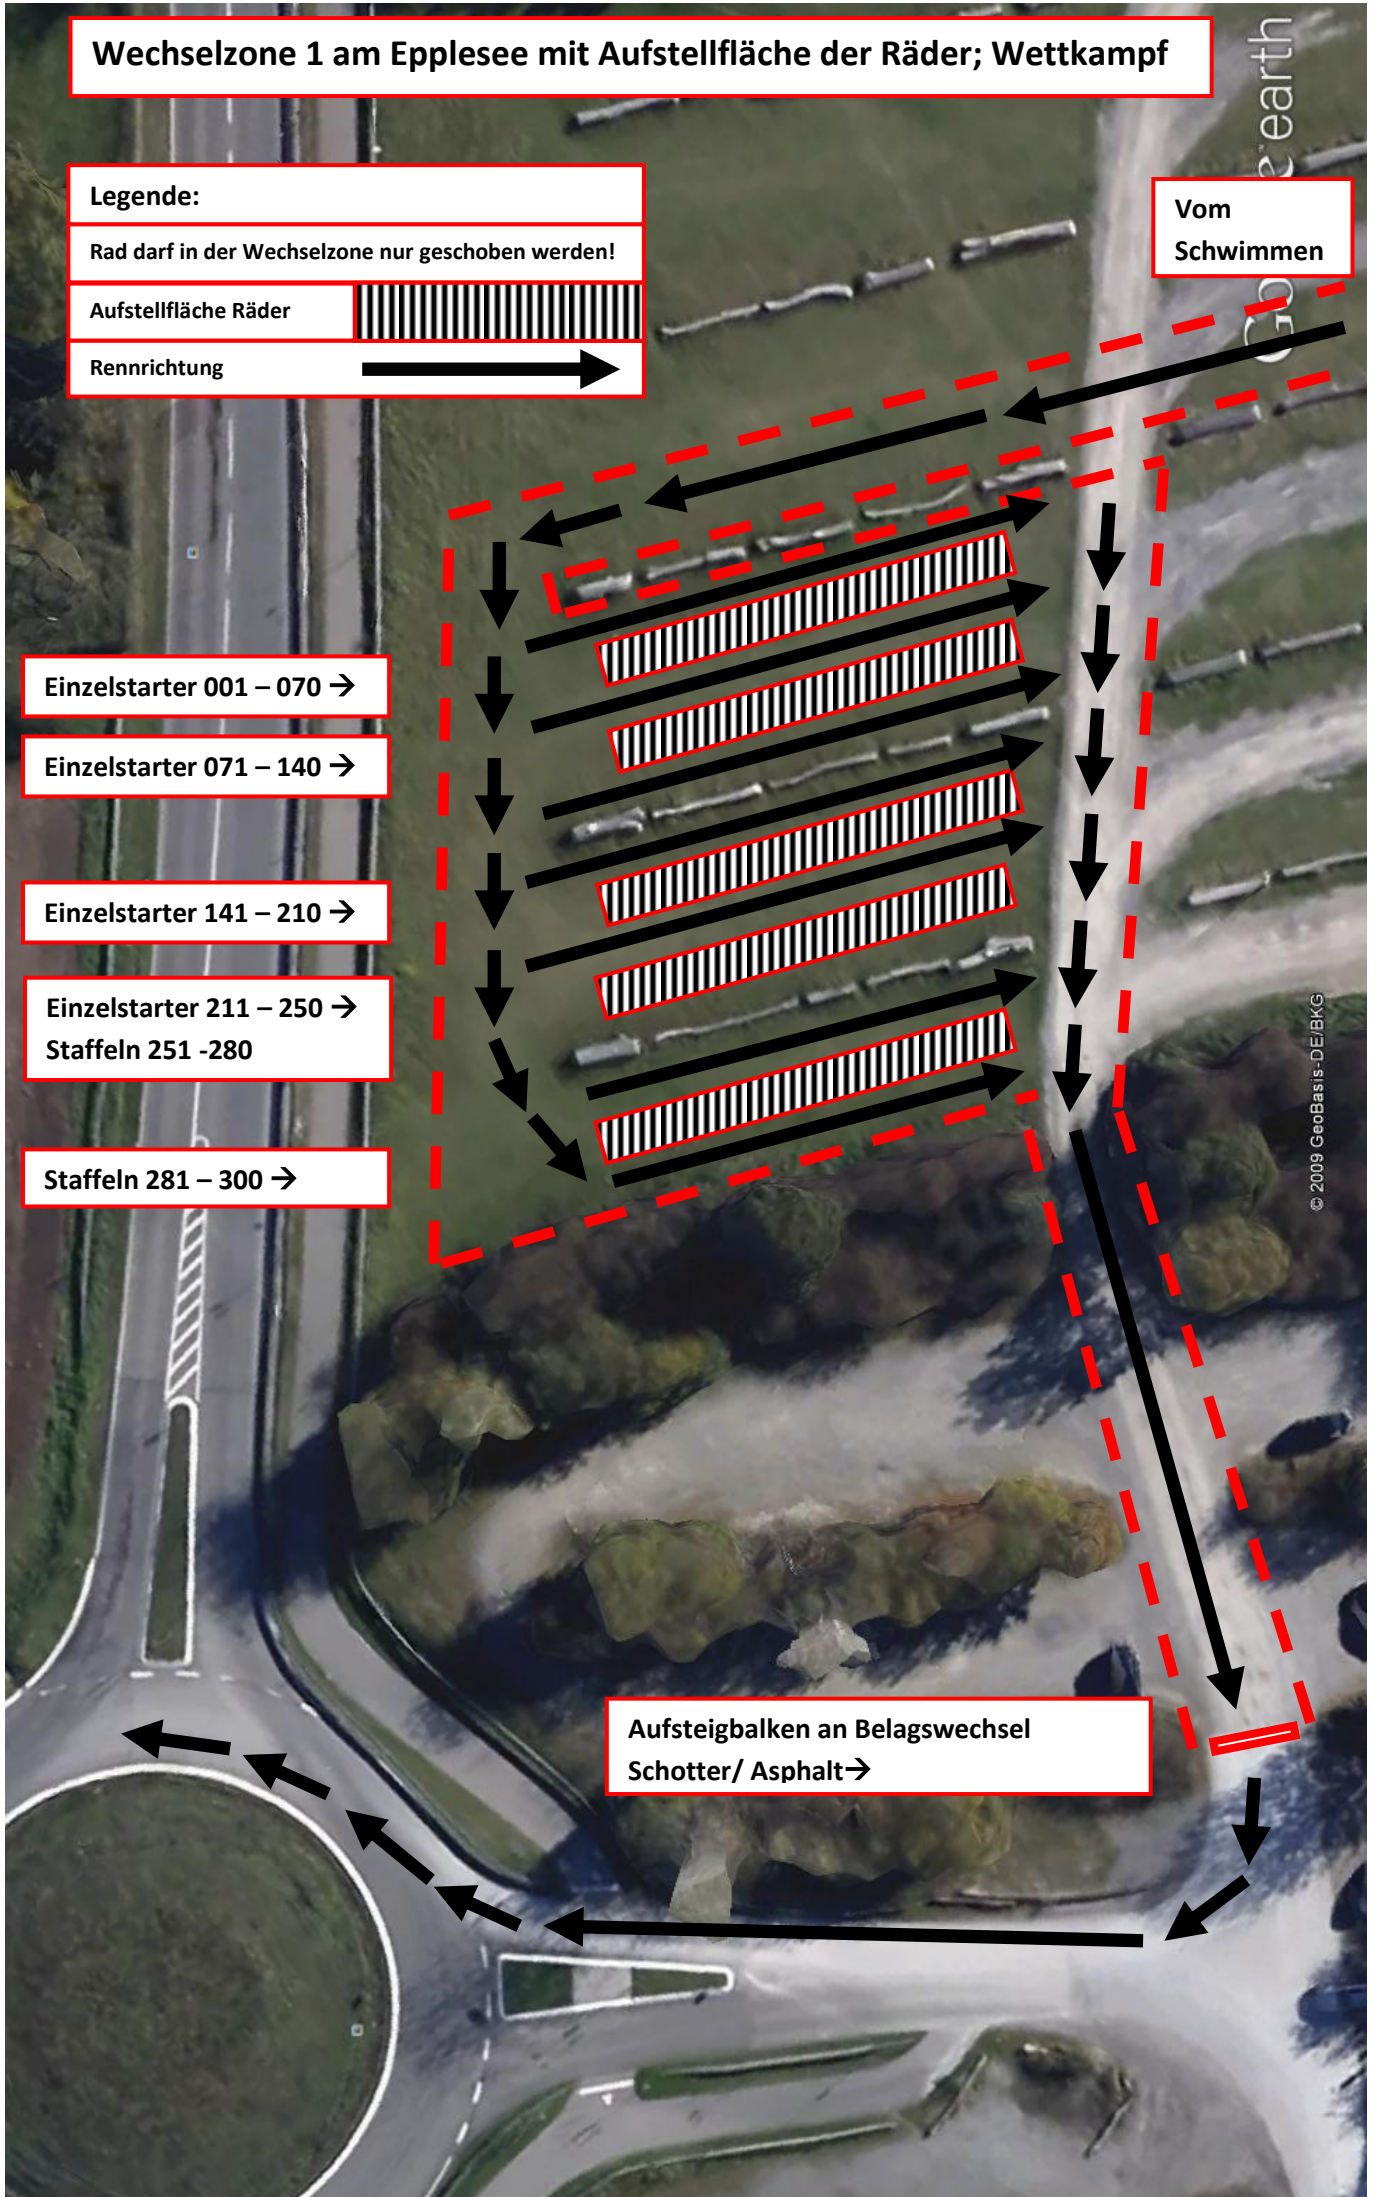 Wechselzone 1 am Epplesee mit Aufstellfläche der Räder; Wettkampf
Legende:
Rad darf in der Wechselzone nur geschoben werden!
Aufstellfläche Räder
Rennrichtung
Vom
Schwimmen
earth
Einzelstarter 001 – 070 →
Einzelstarter 071 – 140 →
Einzelstarter 141 – 210 →
Einzelstarter 211 – 250 →
Staffeln 251 -280
Staffeln 281 – 300 →
© 2009 GeoBasis-DE/BKG
Aufsteigbalken an Belagswechsel
Schotter/ Asphalt→